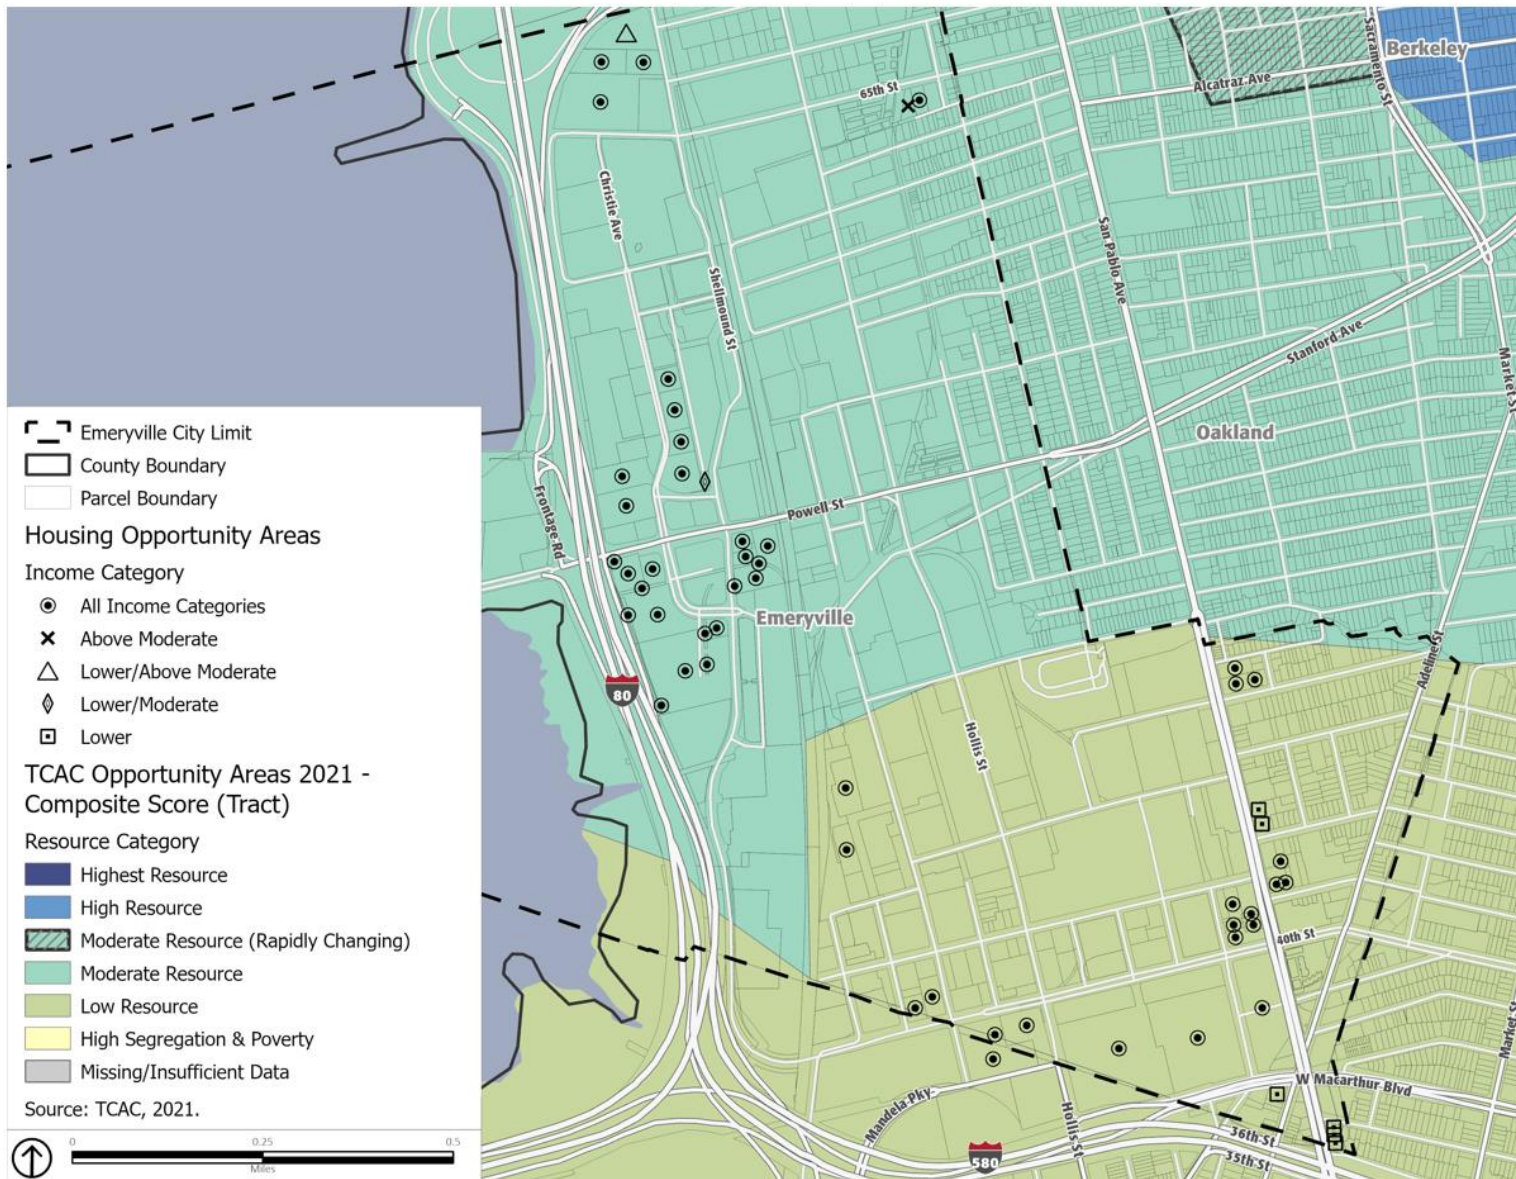 Berkeley
Sacramento St
Alcatraz Ave
65th St
Christie Ave
Shellmound St
San Pablo Ave
Stanford Ave
Market St
Oakland
Powell St
Frontage Rd
Emeryville
80
Adeline St
Hollis St
40th St
Market St
W Macarthur Blvd
Mandela Pky
Hollis St
36th St
35th St
580
Emeryville City Limit
County Boundary
Parcel Boundary
Housing Opportunity Areas
Income Category
All Income Categories
Above Moderate
Lower/Above Moderate
Lower/Moderate
Lower
TCAC Opportunity Areas 2021 -
Composite Score (Tract)
Resource Category
Highest Resource
High Resource
Moderate Resource (Rapidly Changing)
Moderate Resource
Low Resource
High Segregation & Poverty
Missing/Insufficient Data
Source: TCAC, 2021.
0 0.25 0.5
Miles